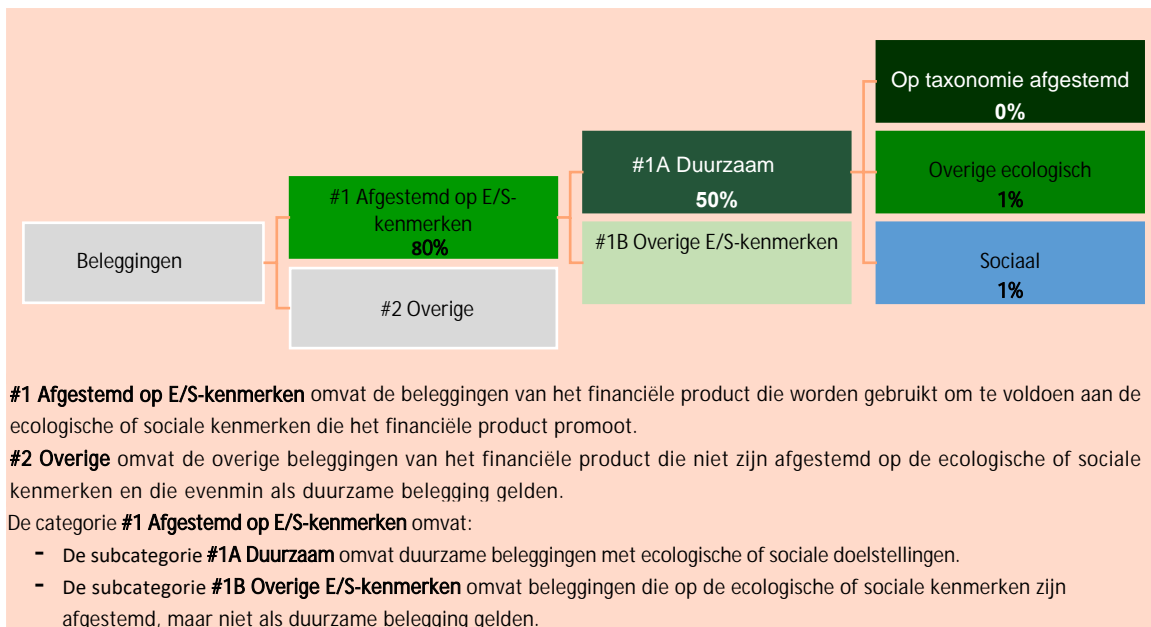 Beleggingen
#1 Afgestemd op E/S-
kenmerken
80%
#2 Overige
#1A Duurzaam
50%
#1B Overige E/S-kenmerken
Op taxonomie afgestemd
0%
Overige ecologisch
1%
Sociaal
1%
#1 Afgestemd op E/S-kenmerken omvat de beleggingen van het financiële product die worden gebruikt om te voldoen aan de
ecologische of sociale kenmerken die het financiële product promoot.
#2 Overige omvat de overige beleggingen van het financiële product die niet zijn afgestemd op de ecologische of sociale
kenmerken en die evenmin als duurzame belegging gelden.
De categorie #1 Afgestemd op E/S-kenmerken omvat:
- De subcategorie #1A Duurzaam omvat duurzame beleggingen met ecologische of sociale doelstellingen.
- De subcategorie #1B Overige E/S-kenmerken omvat beleggingen die op de ecologische of sociale kenmerken zijn
afgestemd, maar niet als duurzame belegging gelden.